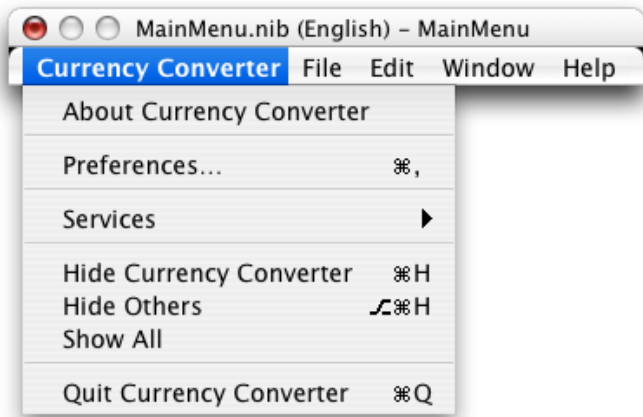 MainMenu.nib (English) – MainMenu
Currency Converter File Edit Window Help
About Currency Converter
Preferences... ⌘,
Services
Hide Currency Converter ⌘H
Hide Others ⌥⌘H
Show All
Quit Currency Converter ⌘Q